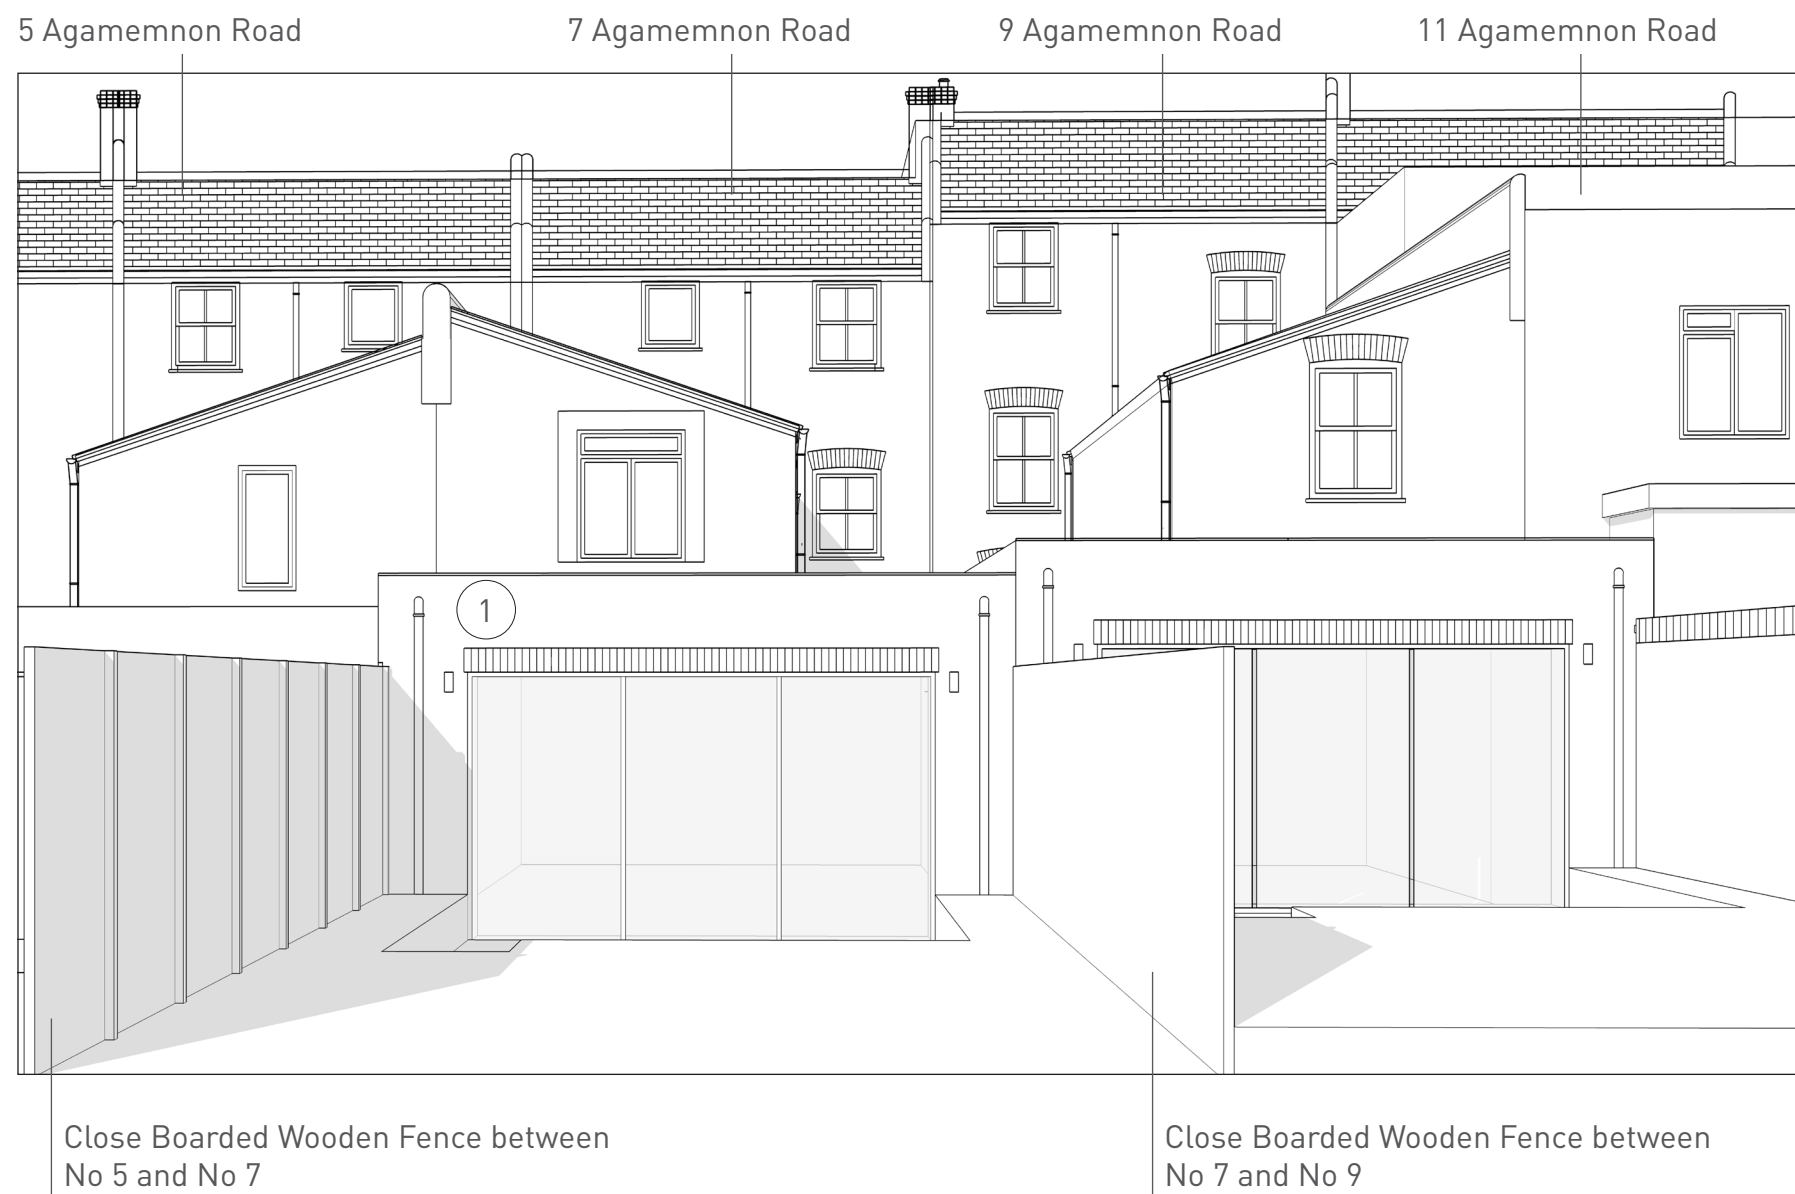 5 Agamemnon Road
7 Agamemnon Road
9 Agamemnon Road
11 Agamemnon Road
1
Close Boarded Wooden Fence between
No 5 and No 7
Close Boarded Wooden Fence between
No 7 and No 9